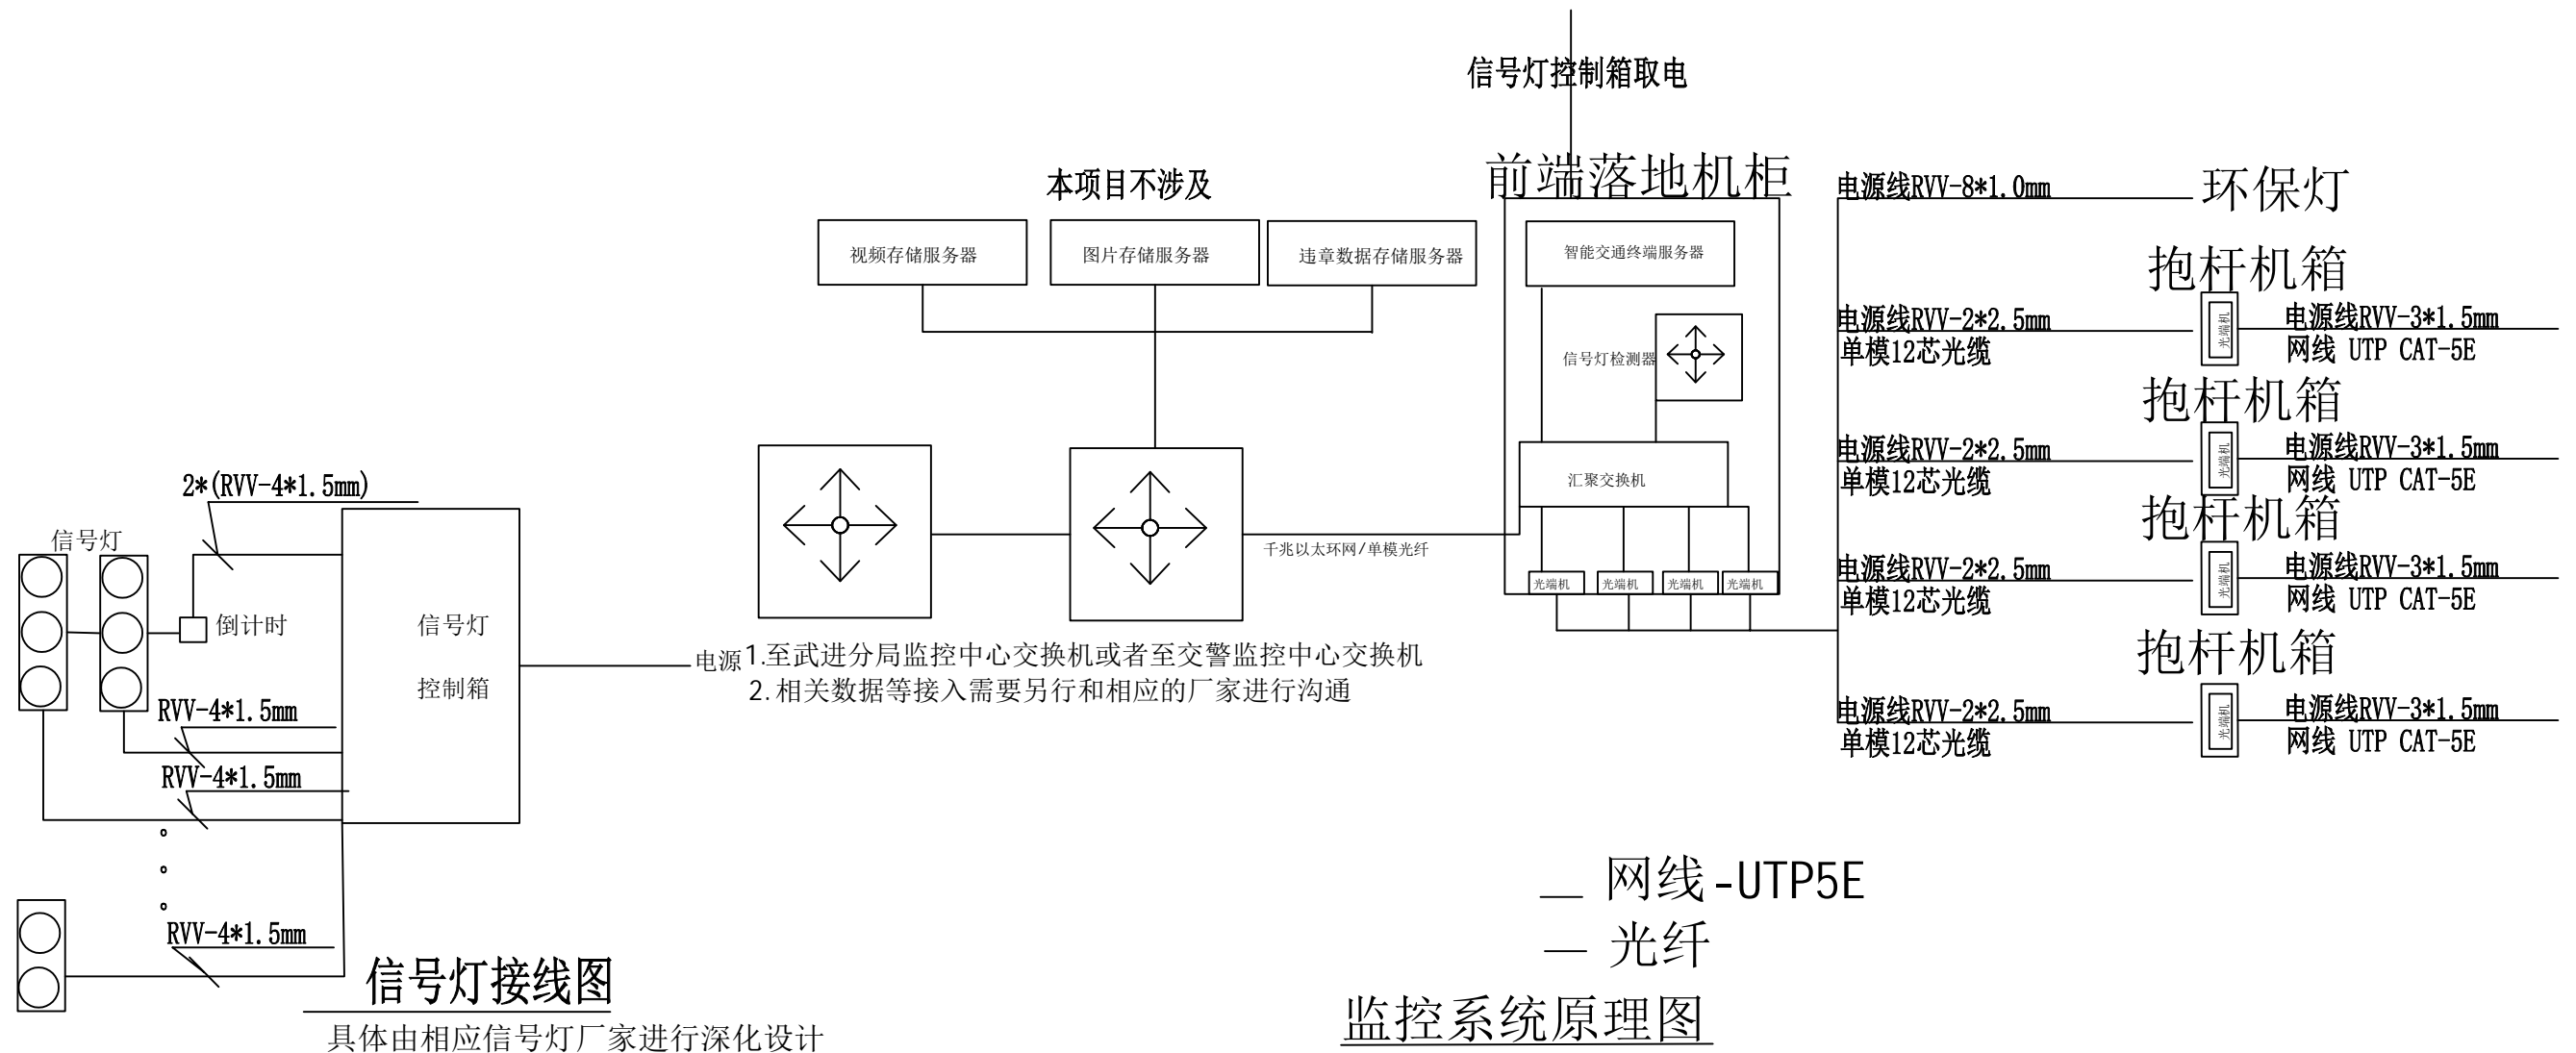 信号灯控制箱取电
前端落地机柜
本项目不涉及
视频存储服务器
图片存储服务器
违章数据存储服务器
智能交通终端服务器
信号灯检测器
汇聚交换机
光端机
光端机
光端机
光端机
千兆以太环网/单模光纤
电源线RVV-8*1.0mm
环保灯
抱杆机箱
电源线RVV-2*2.5mm
单模12芯光缆
光端机
电源线RVV-3*1.5mm
网线 UTP CAT-5E
抱杆机箱
电源线RVV-2*2.5mm
单模12芯光缆
光端机
电源线RVV-3*1.5mm
网线 UTP CAT-5E
抱杆机箱
电源线RVV-2*2.5mm
单模12芯光缆
光端机
电源线RVV-3*1.5mm
网线 UTP CAT-5E
抱杆机箱
电源线RVV-2*2.5mm
单模12芯光缆
光端机
电源线RVV-3*1.5mm
网线 UTP CAT-5E
2*(RVV-4*1.5mm)
信号灯
倒计时
信号灯
控制箱
电源
1.至武进分局监控中心交换机或者至交警监控中心交换机
2.相关数据等接入需要另行和相应的厂家进行沟通
RVV-4*1.5mm
RVV-4*1.5mm
RVV-4*1.5mm
信号灯接线图
具体由相应信号灯厂家进行深化设计
网线-UTP5E
光纤
监控系统原理图